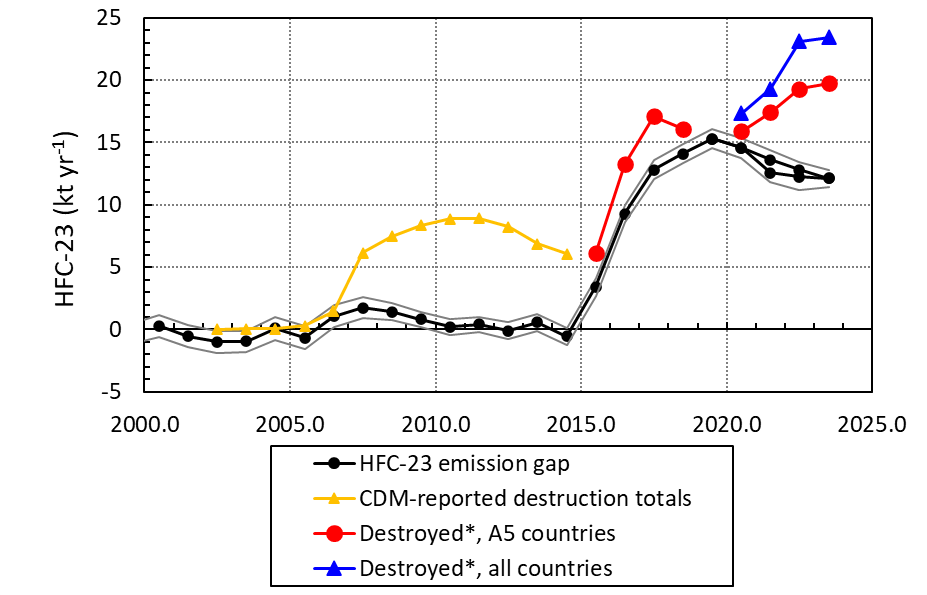 25
20
15
10
5
0
-5
HFC-23 (kt yr-1)
2000.0 2005.0 2010.0 2015.0 2020.0 2025.0
HFC-23 emission gap
CDM-reported destruction totals
Destroyed*, A5 countries
Destroyed*, all countries